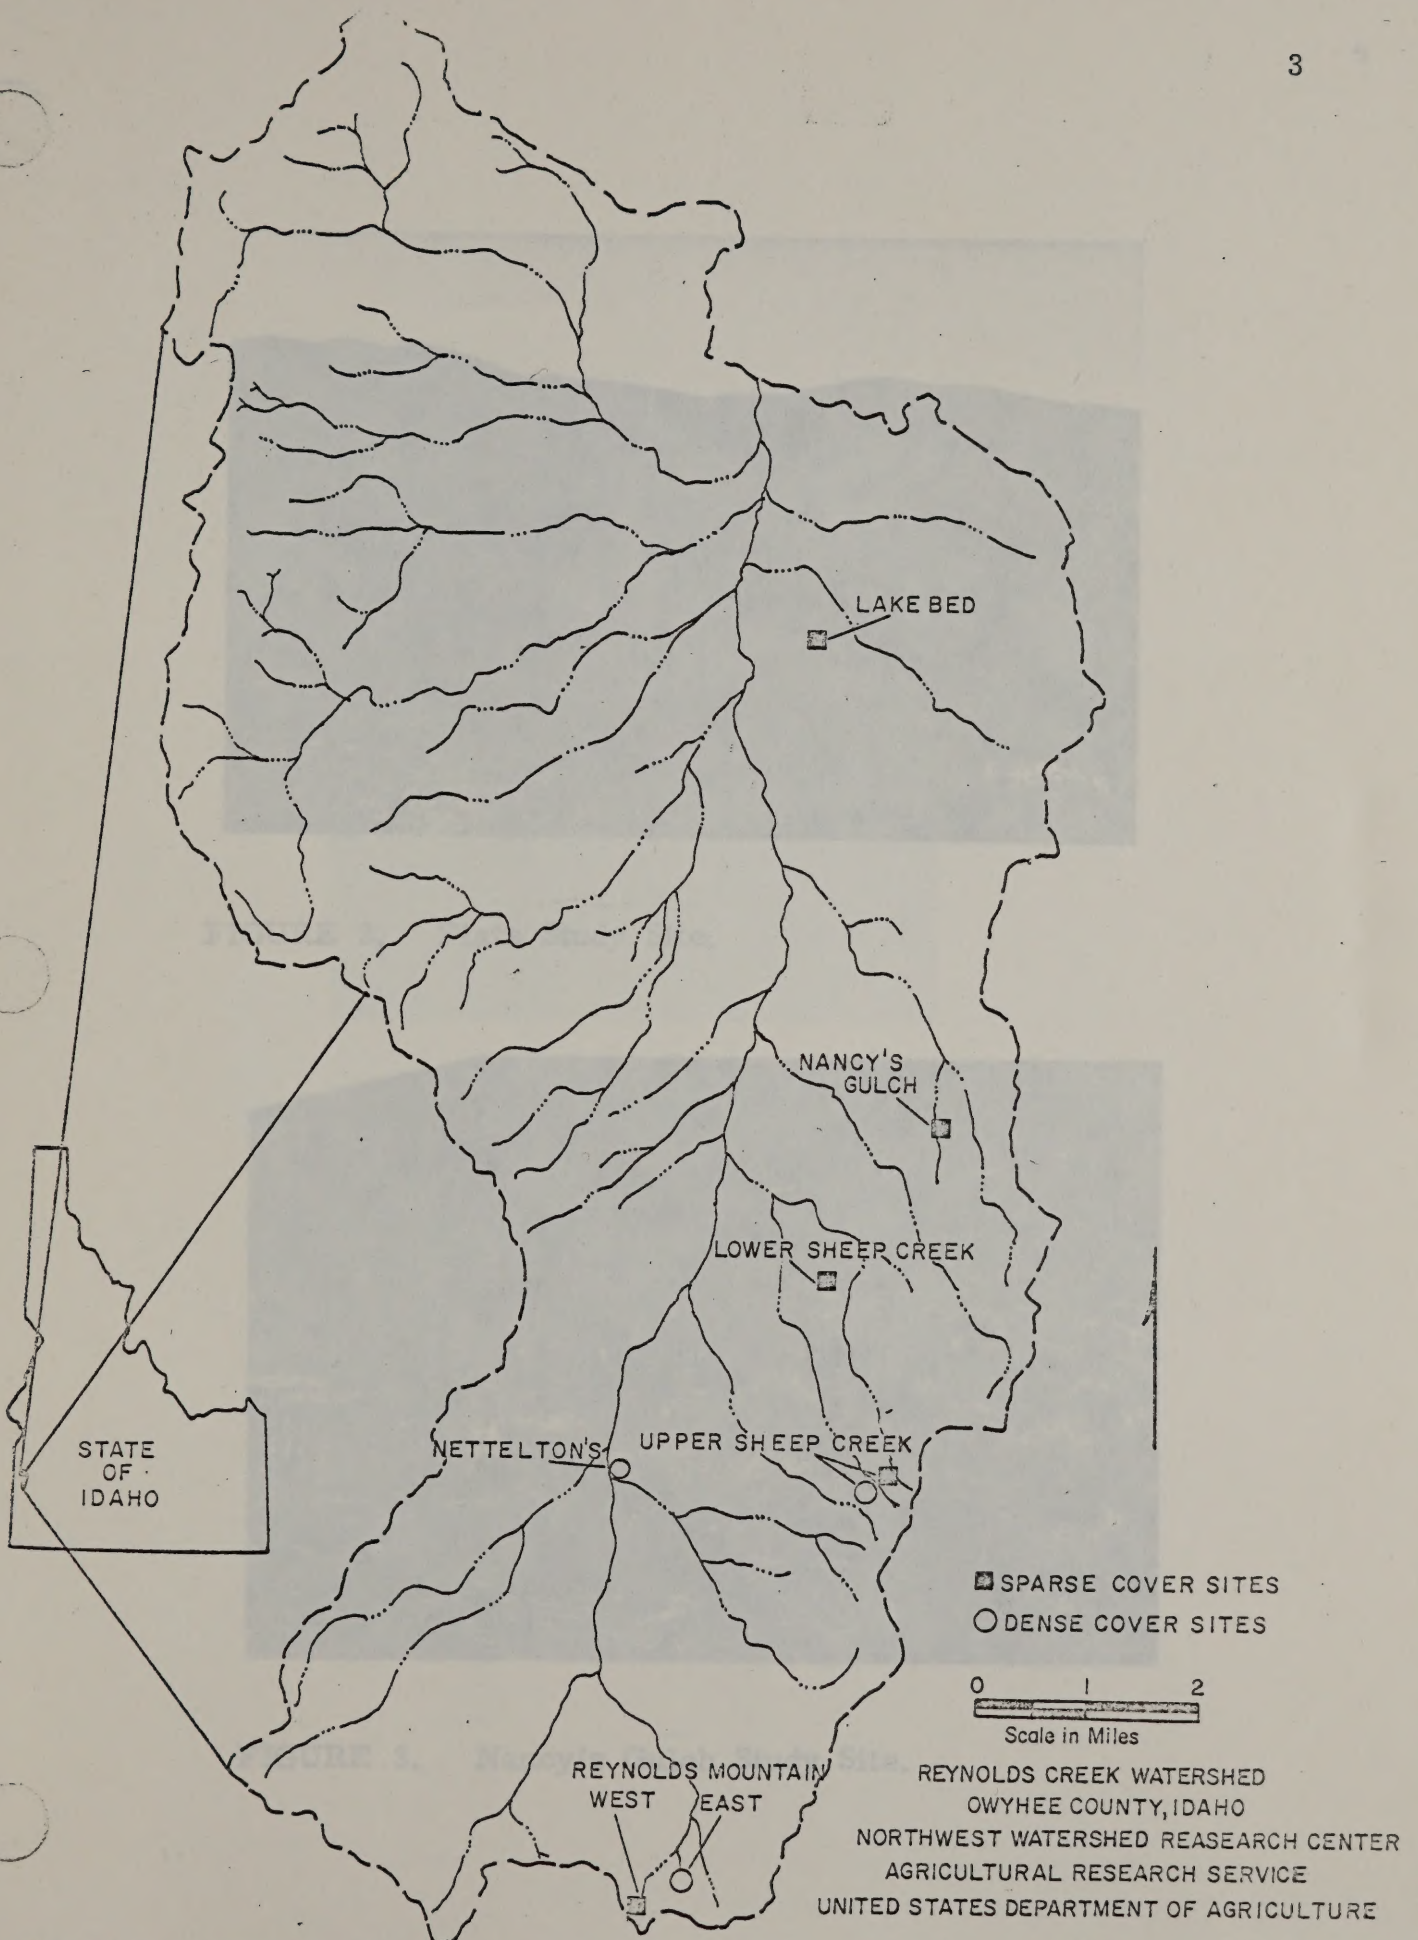 3
LAKE BED
NANCY'S
GULCH
LOWER SHEEP CREEK
NETTELTON'S
UPPER SHEEP CREEK
STATE
OF
IDAHO
SPARSE COVER SITES
DENSE COVER SITES
0 1 2
Scale in Miles
REYNOLDS MOUNTAIN
WEST EAST
REYNOLDS CREEK WATERSHED
OWYHEE COUNTY, IDAHO
NORTHWEST WATERSHED REASEARCH CENTER
AGRICULTURAL RESEARCH SERVICE
UNITED STATES DEPARTMENT OF AGRICULTURE